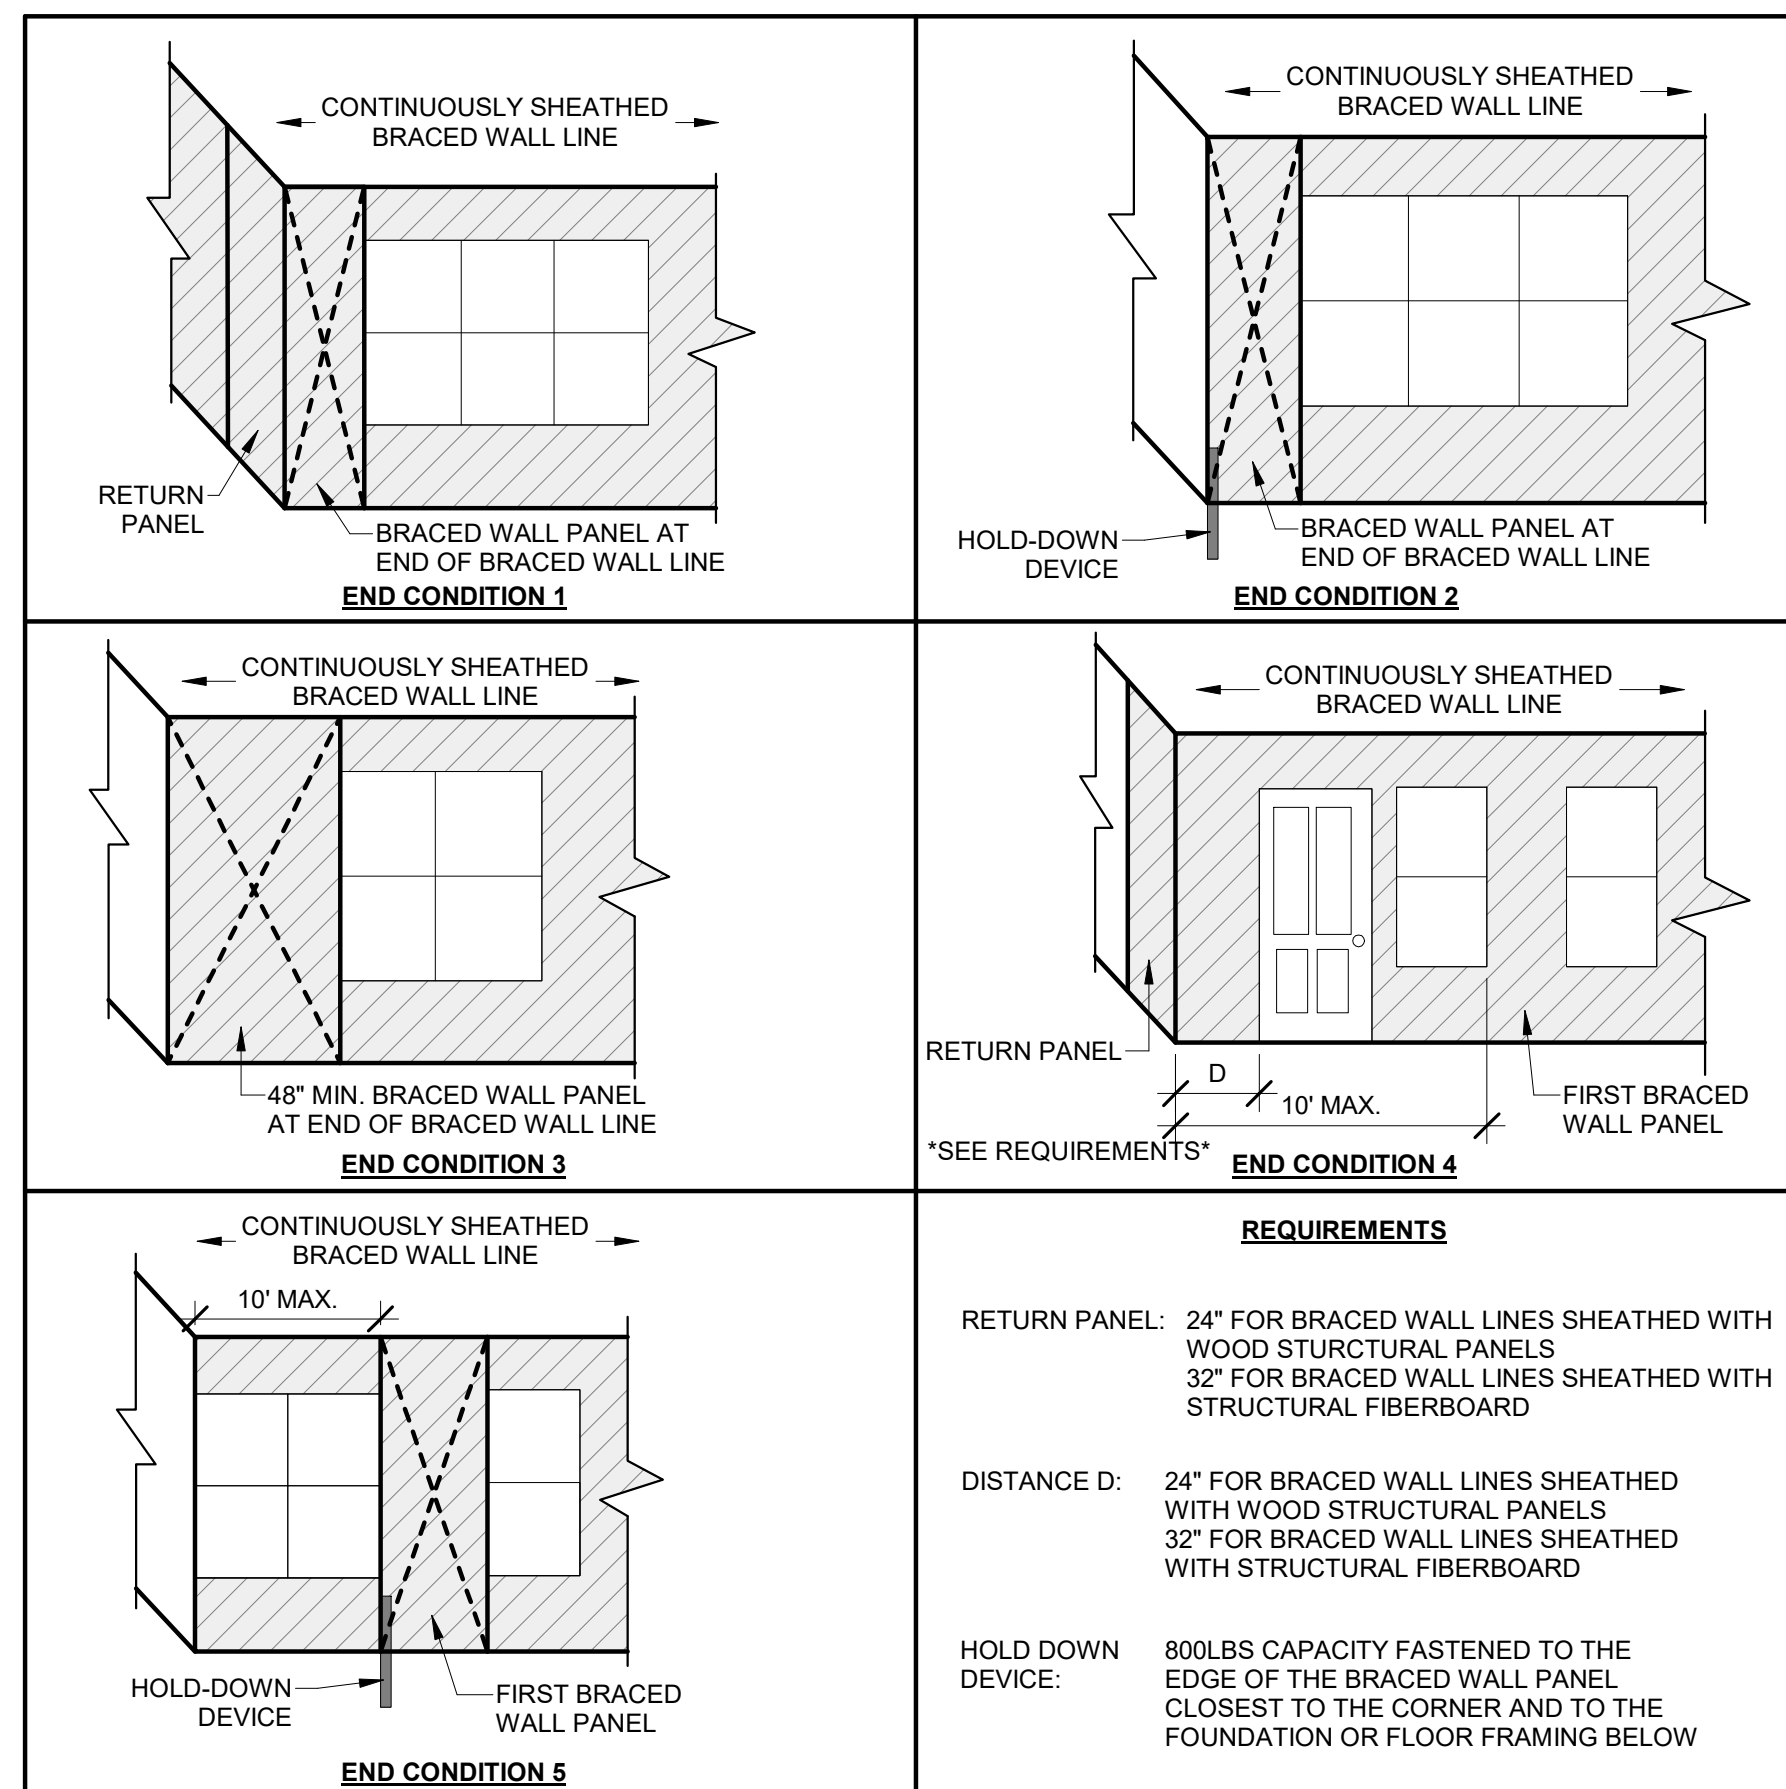 CONTINUOUSLY SHEATHED
BRACED WALL LINE
RETURN
PANEL
BRACED WALL PANEL AT
END OF BRACED WALL LINE
END CONDITION 1
CONTINUOUSLY SHEATHED
BRACED WALL LINE
HOLD-DOWN
DEVICE
BRACED WALL PANEL AT
END OF BRACED WALL LINE
END CONDITION 2
CONTINUOUSLY SHEATHED
BRACED WALL LINE
48" MIN. BRACED WALL PANEL
AT END OF BRACED WALL LINE
END CONDITION 3
CONTINUOUSLY SHEATHED
BRACED WALL LINE
RETURN PANEL
D
10' MAX.
FIRST BRACED
WALL PANEL
*SEE REQUIREMENTS*
END CONDITION 4
CONTINUOUSLY SHEATHED
BRACED WALL LINE
10' MAX.
HOLD-DOWN
DEVICE
FIRST BRACED
WALL PANEL
END CONDITION 5
REQUIREMENTS
RETURN PANEL: 24" FOR BRACED WALL LINES SHEATHED WITH
WOOD STURCTURAL PANELS
32" FOR BRACED WALL LINES SHEATHED WITH
STRUCTURAL FIBERBOARD
DISTANCE D: 24" FOR BRACED WALL LINES SHEATHED
WITH WOOD STRUCTURAL PANELS
32" FOR BRACED WALL LINES SHEATHED
WITH STRUCTURAL FIBERBOARD
HOLD DOWN 800LBS CAPACITY FASTENED TO THE
DEVICE: EDGE OF THE BRACED WALL PANEL
CLOSEST TO THE CORNER AND TO THE
FOUNDATION OR FLOOR FRAMING BELOW